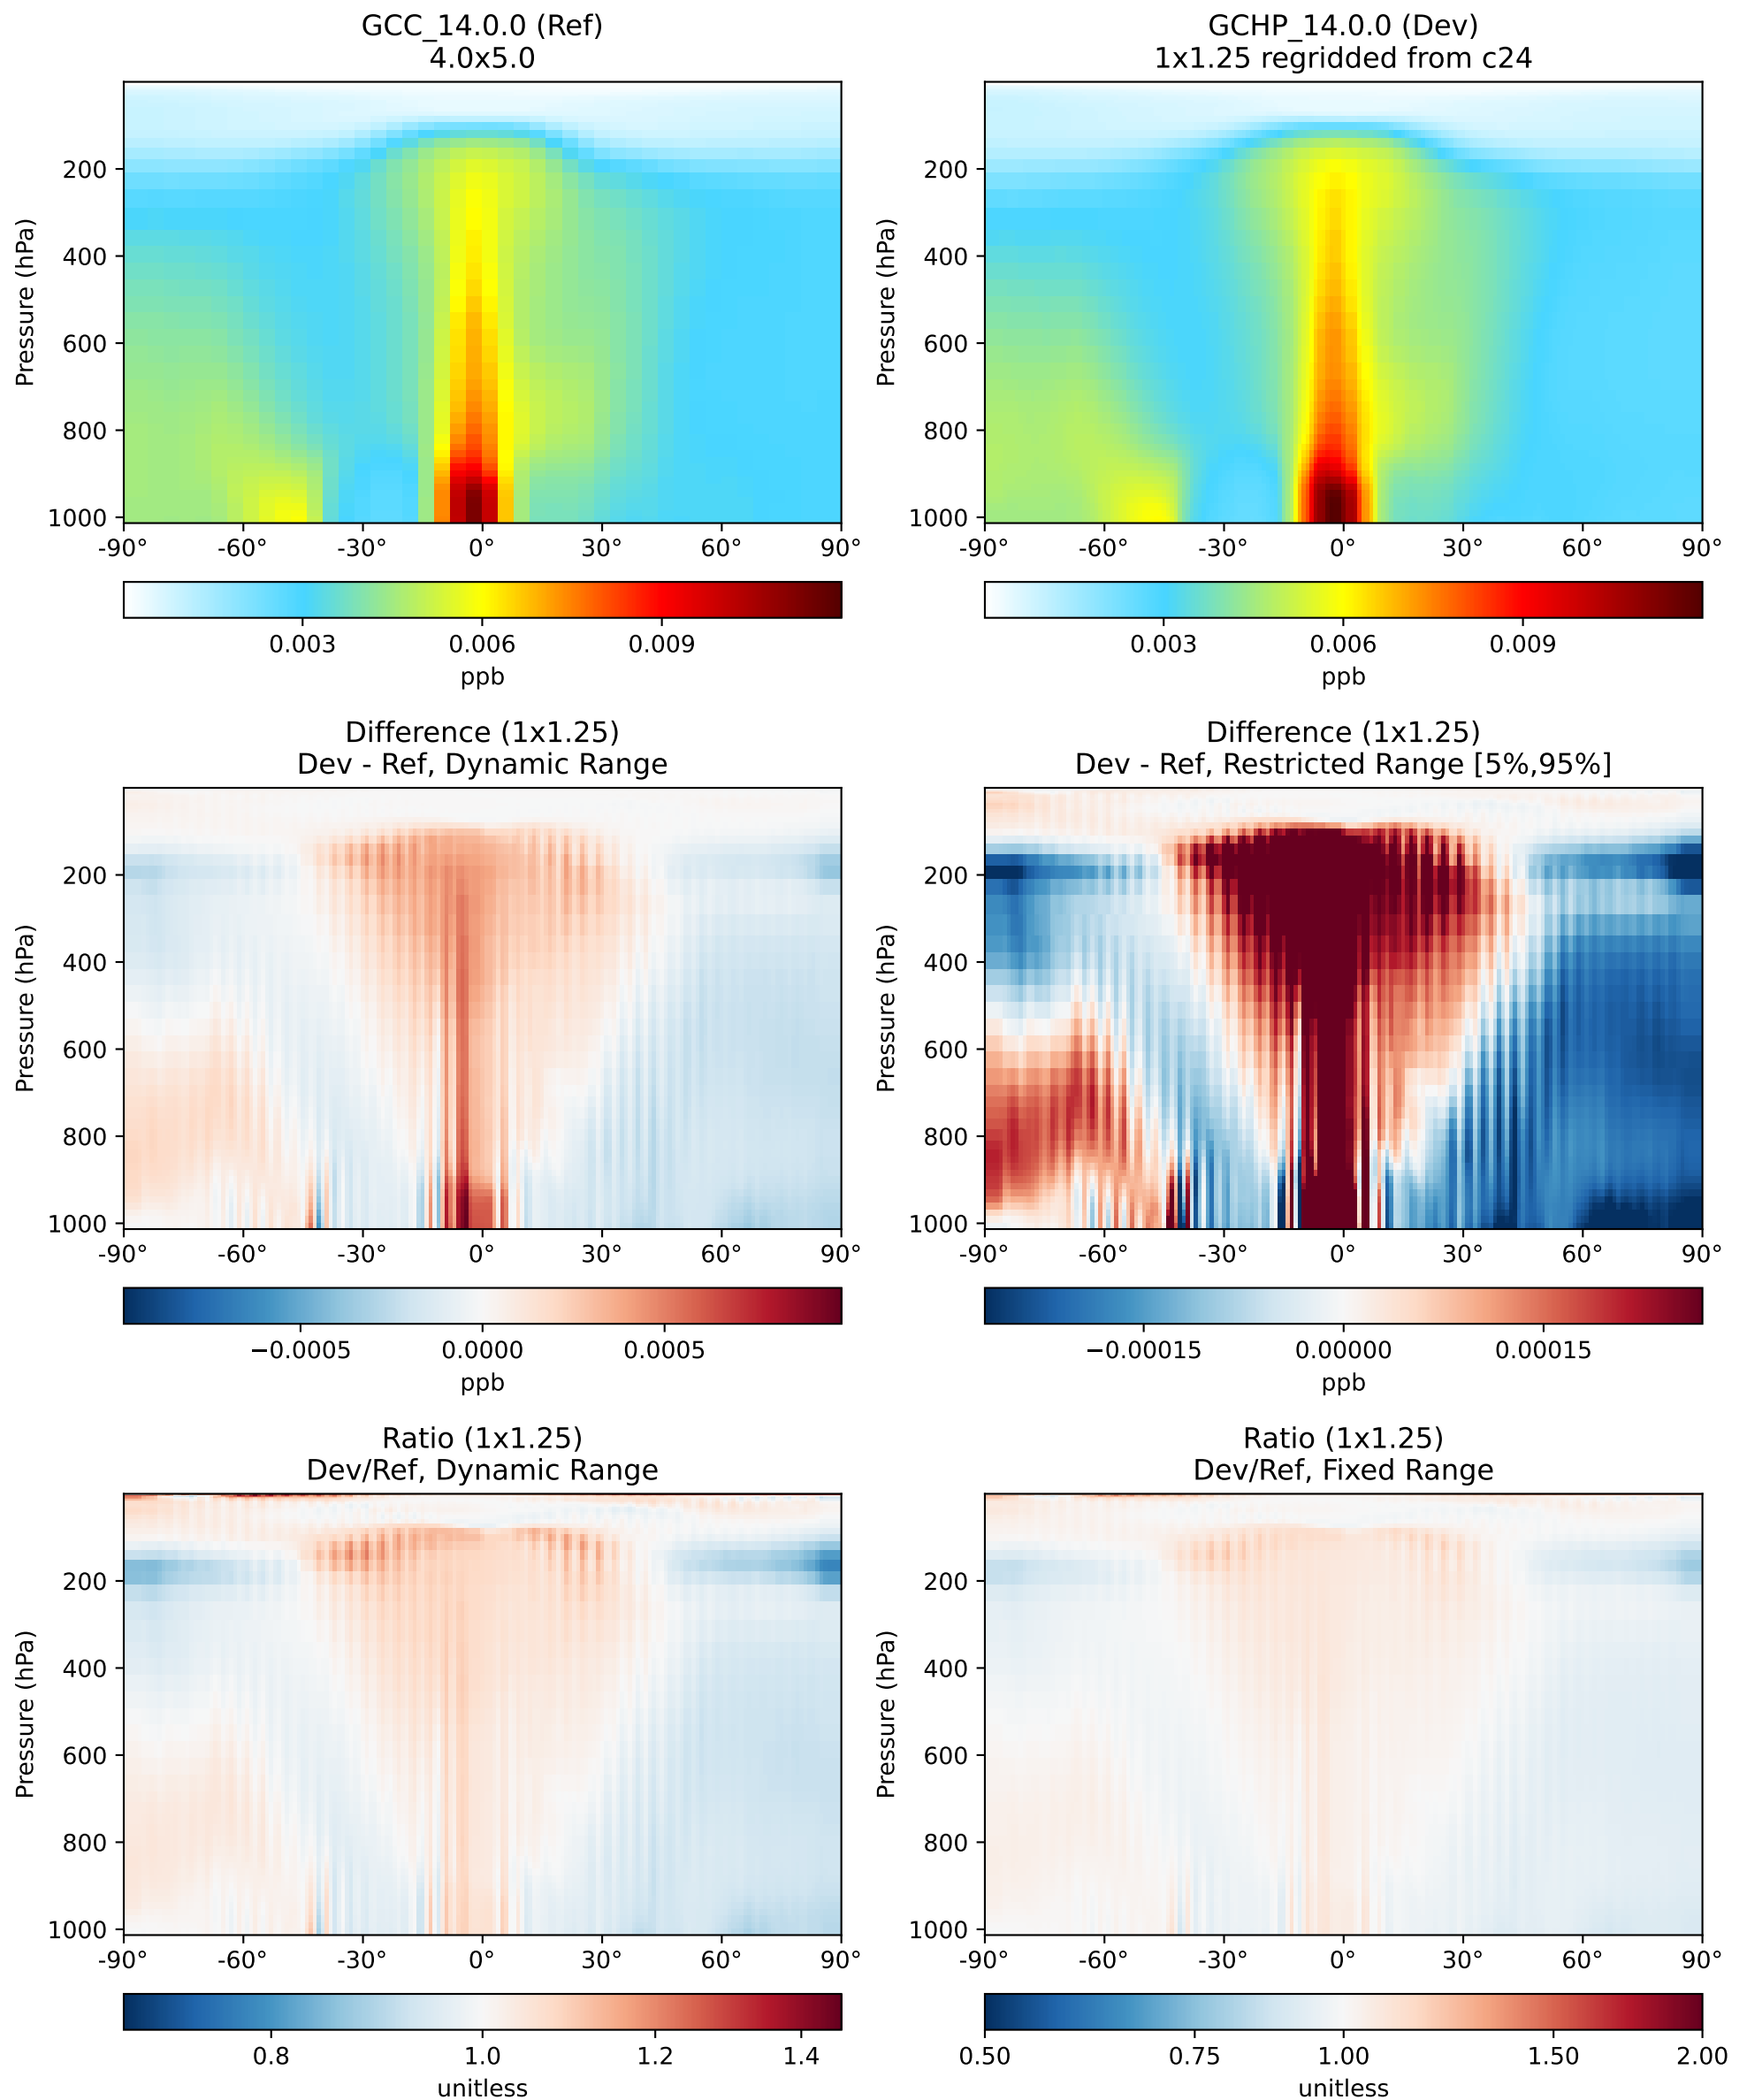 GCC_14.0.0 (Ref)
4.0x5.0
Pressure (hPa)
200
400
600
800
1000
-90° -60° -30° 0° 30° 60° 90°
0.003 0.006 0.009
ppb
GCHP_14.0.0 (Dev)
1x1.25 regridded from c24
Pressure (hPa)
200
400
600
800
1000
-90° -60° -30° 0° 30° 60° 90°
0.003 0.006 0.009
ppb
Difference (1x1.25)
Dev - Ref, Dynamic Range
Pressure (hPa)
200
400
600
800
1000
-90° -60° -30° 0° 30° 60° 90°
−0.0005 0.0000 0.0005
ppb
Difference (1x1.25)
Dev - Ref, Restricted Range [5%,95%]
Pressure (hPa)
200
400
600
800
1000
-90° -60° -30° 0° 30° 60° 90°
−0.00015 0.00000 0.00015
ppb
Ratio (1x1.25)
Dev/Ref, Dynamic Range
Pressure (hPa)
200
400
600
800
1000
-90° -60° -30° 0° 30° 60° 90°
0.8 1.0 1.2 1.4
unitless
Ratio (1x1.25)
Dev/Ref, Fixed Range
Pressure (hPa)
200
400
600
800
1000
-90° -60° -30° 0° 30° 60° 90°
0.50 0.75 1.00 1.50 2.00
unitless